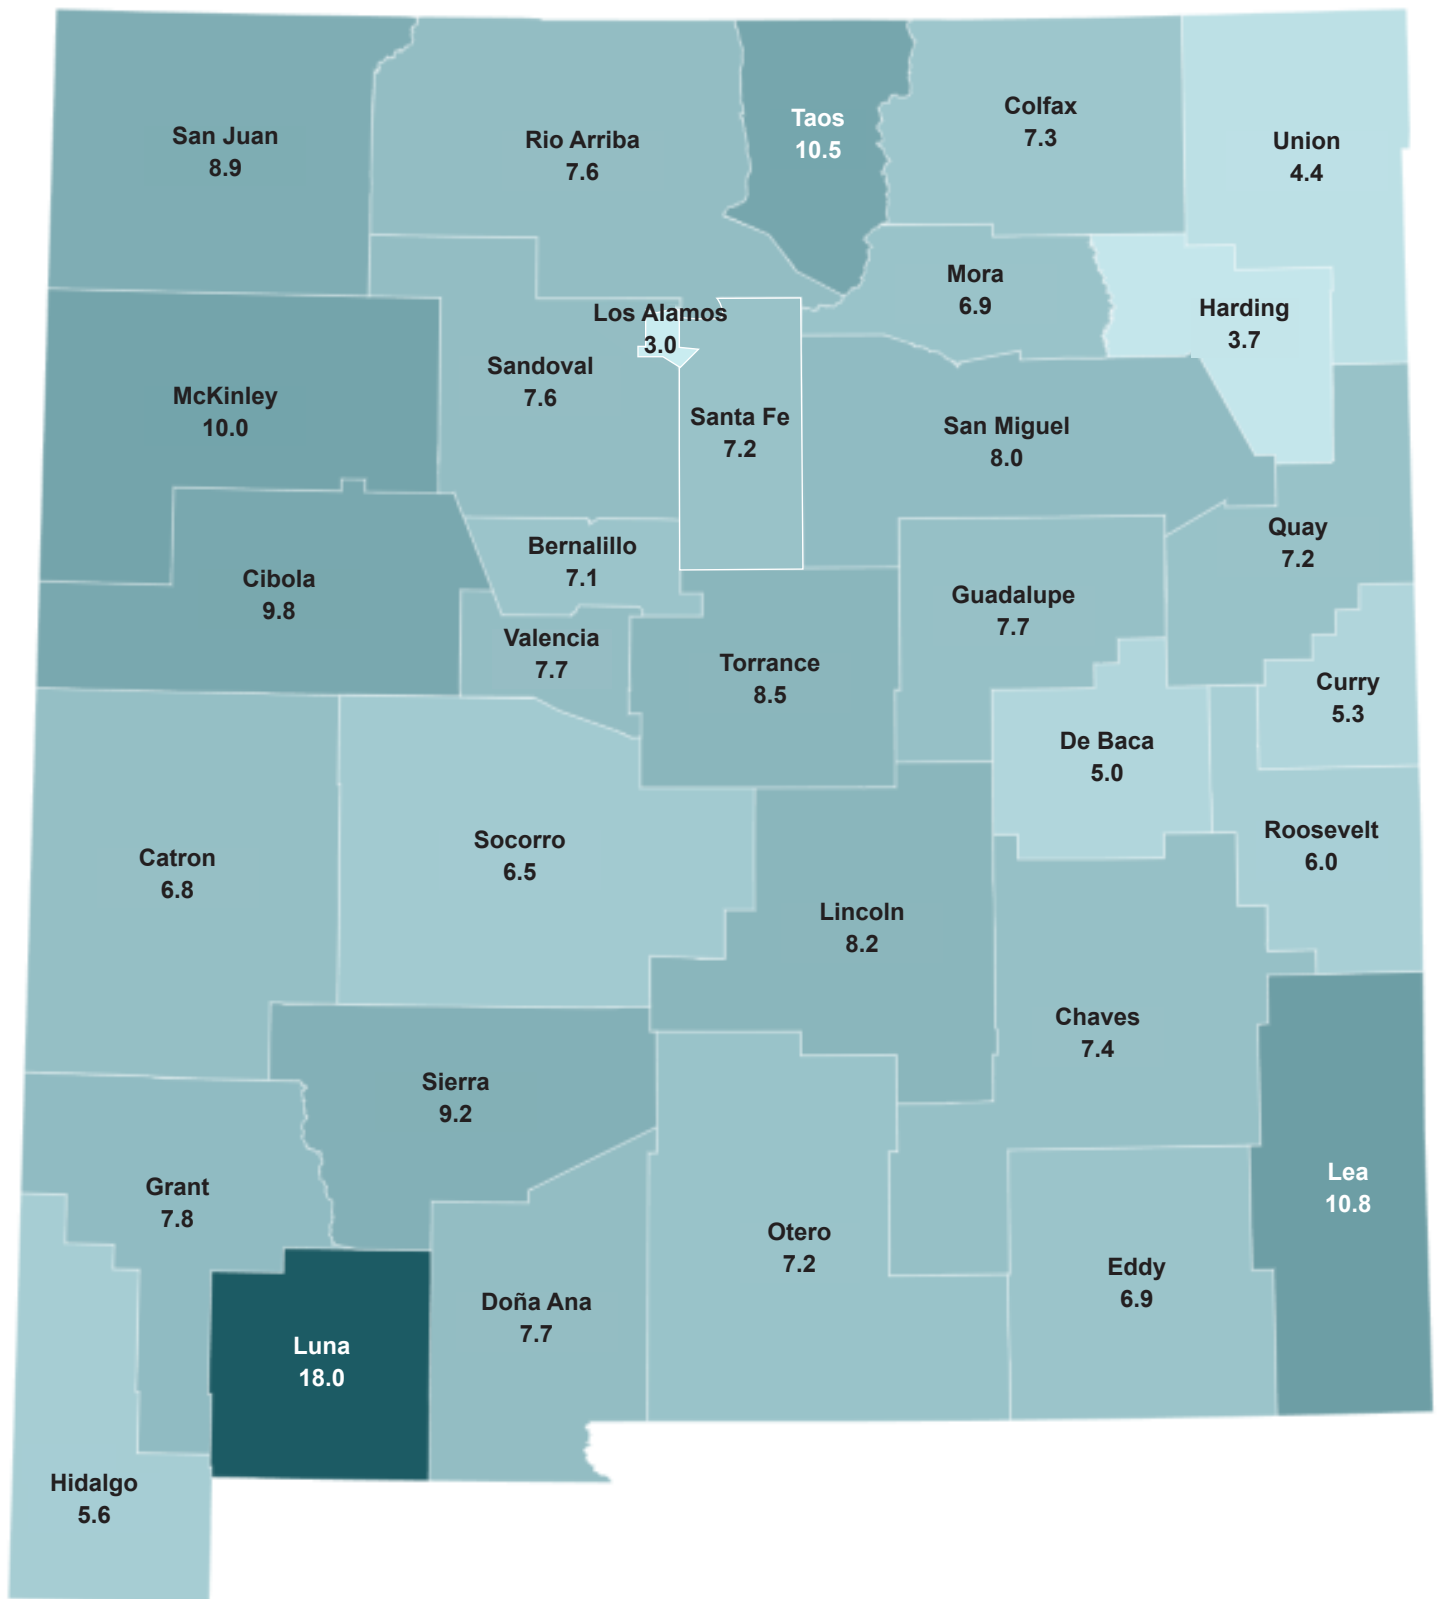 San Juan
8.9
Rio Arriba
7.6
Taos
10.5
Colfax
7.3
Union
4.4
Mora
6.9
Harding
3.7
Los Alamos
3.0
Sandoval
7.6
McKinley
10.0
Santa Fe
7.2
San Miguel
8.0
Quay
7.2
Bernalillo
7.1
Cibola
9.8
Guadalupe
7.7
Valencia
7.7
Torrance
8.5
Curry
5.3
De Baca
5.0
Roosevelt
6.0
Socorro
6.5
Catron
6.8
Lincoln
8.2
Chaves
7.4
Sierra
9.2
Lea
10.8
Grant
7.8
Otero
7.2
Eddy
6.9
Doña Ana
7.7
Luna
18.0
Hidalgo
5.6